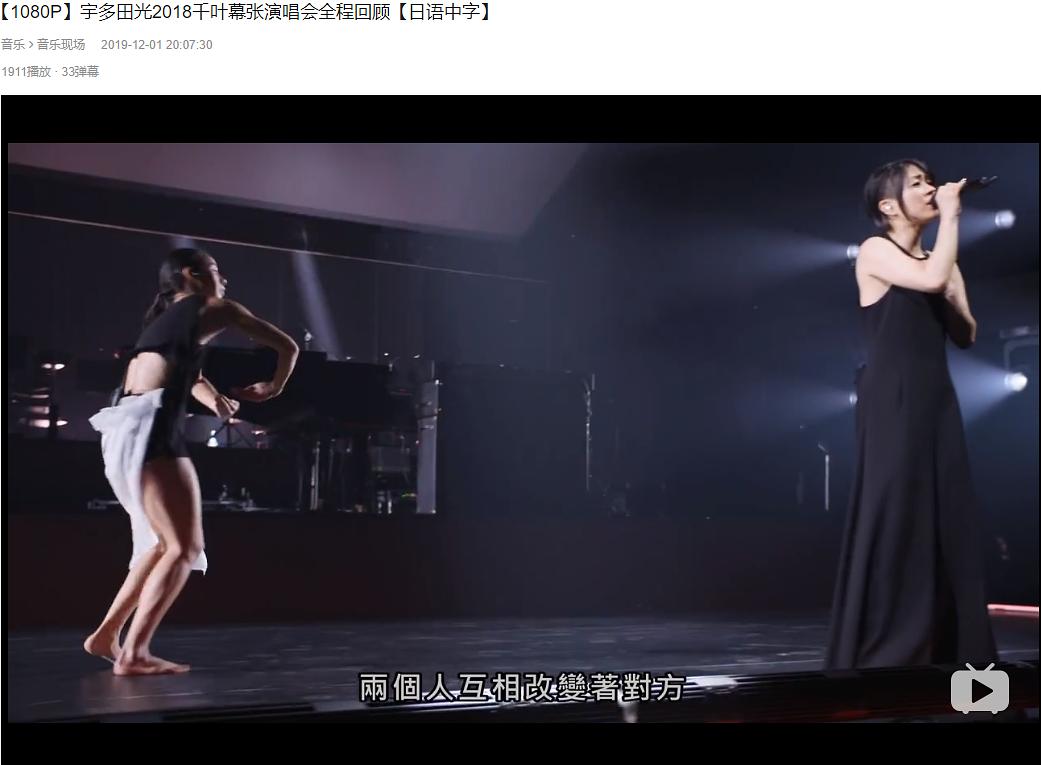 【1080P】宇多田光2018千叶幕张演唱会全程回顾【日语中字】
音乐 > 音乐现场 2019-12-01 20:07:30
1911播放 · 33弹幕
兩個人互相改變著對方